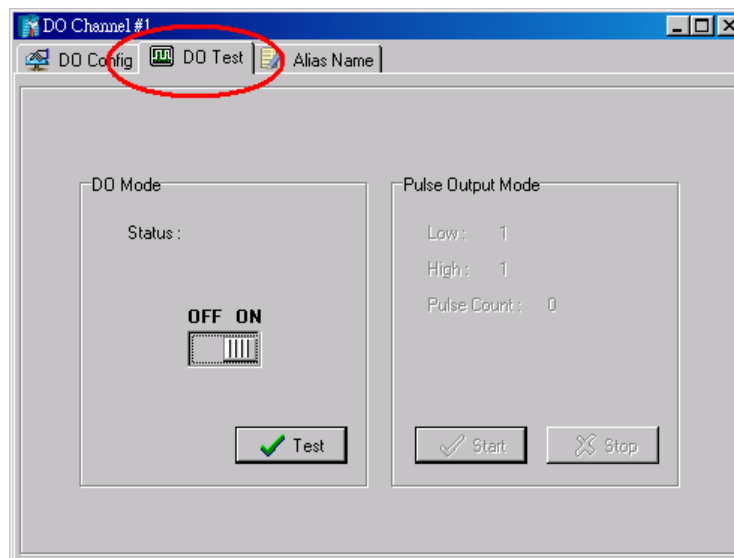 DO Channel #1
DO Config DO Test Alias Name
DO Mode
Status :
OFF ON
Test
Pulse Output Mode
Low : 1
High : 1
Pulse Count : 0
Start Stop